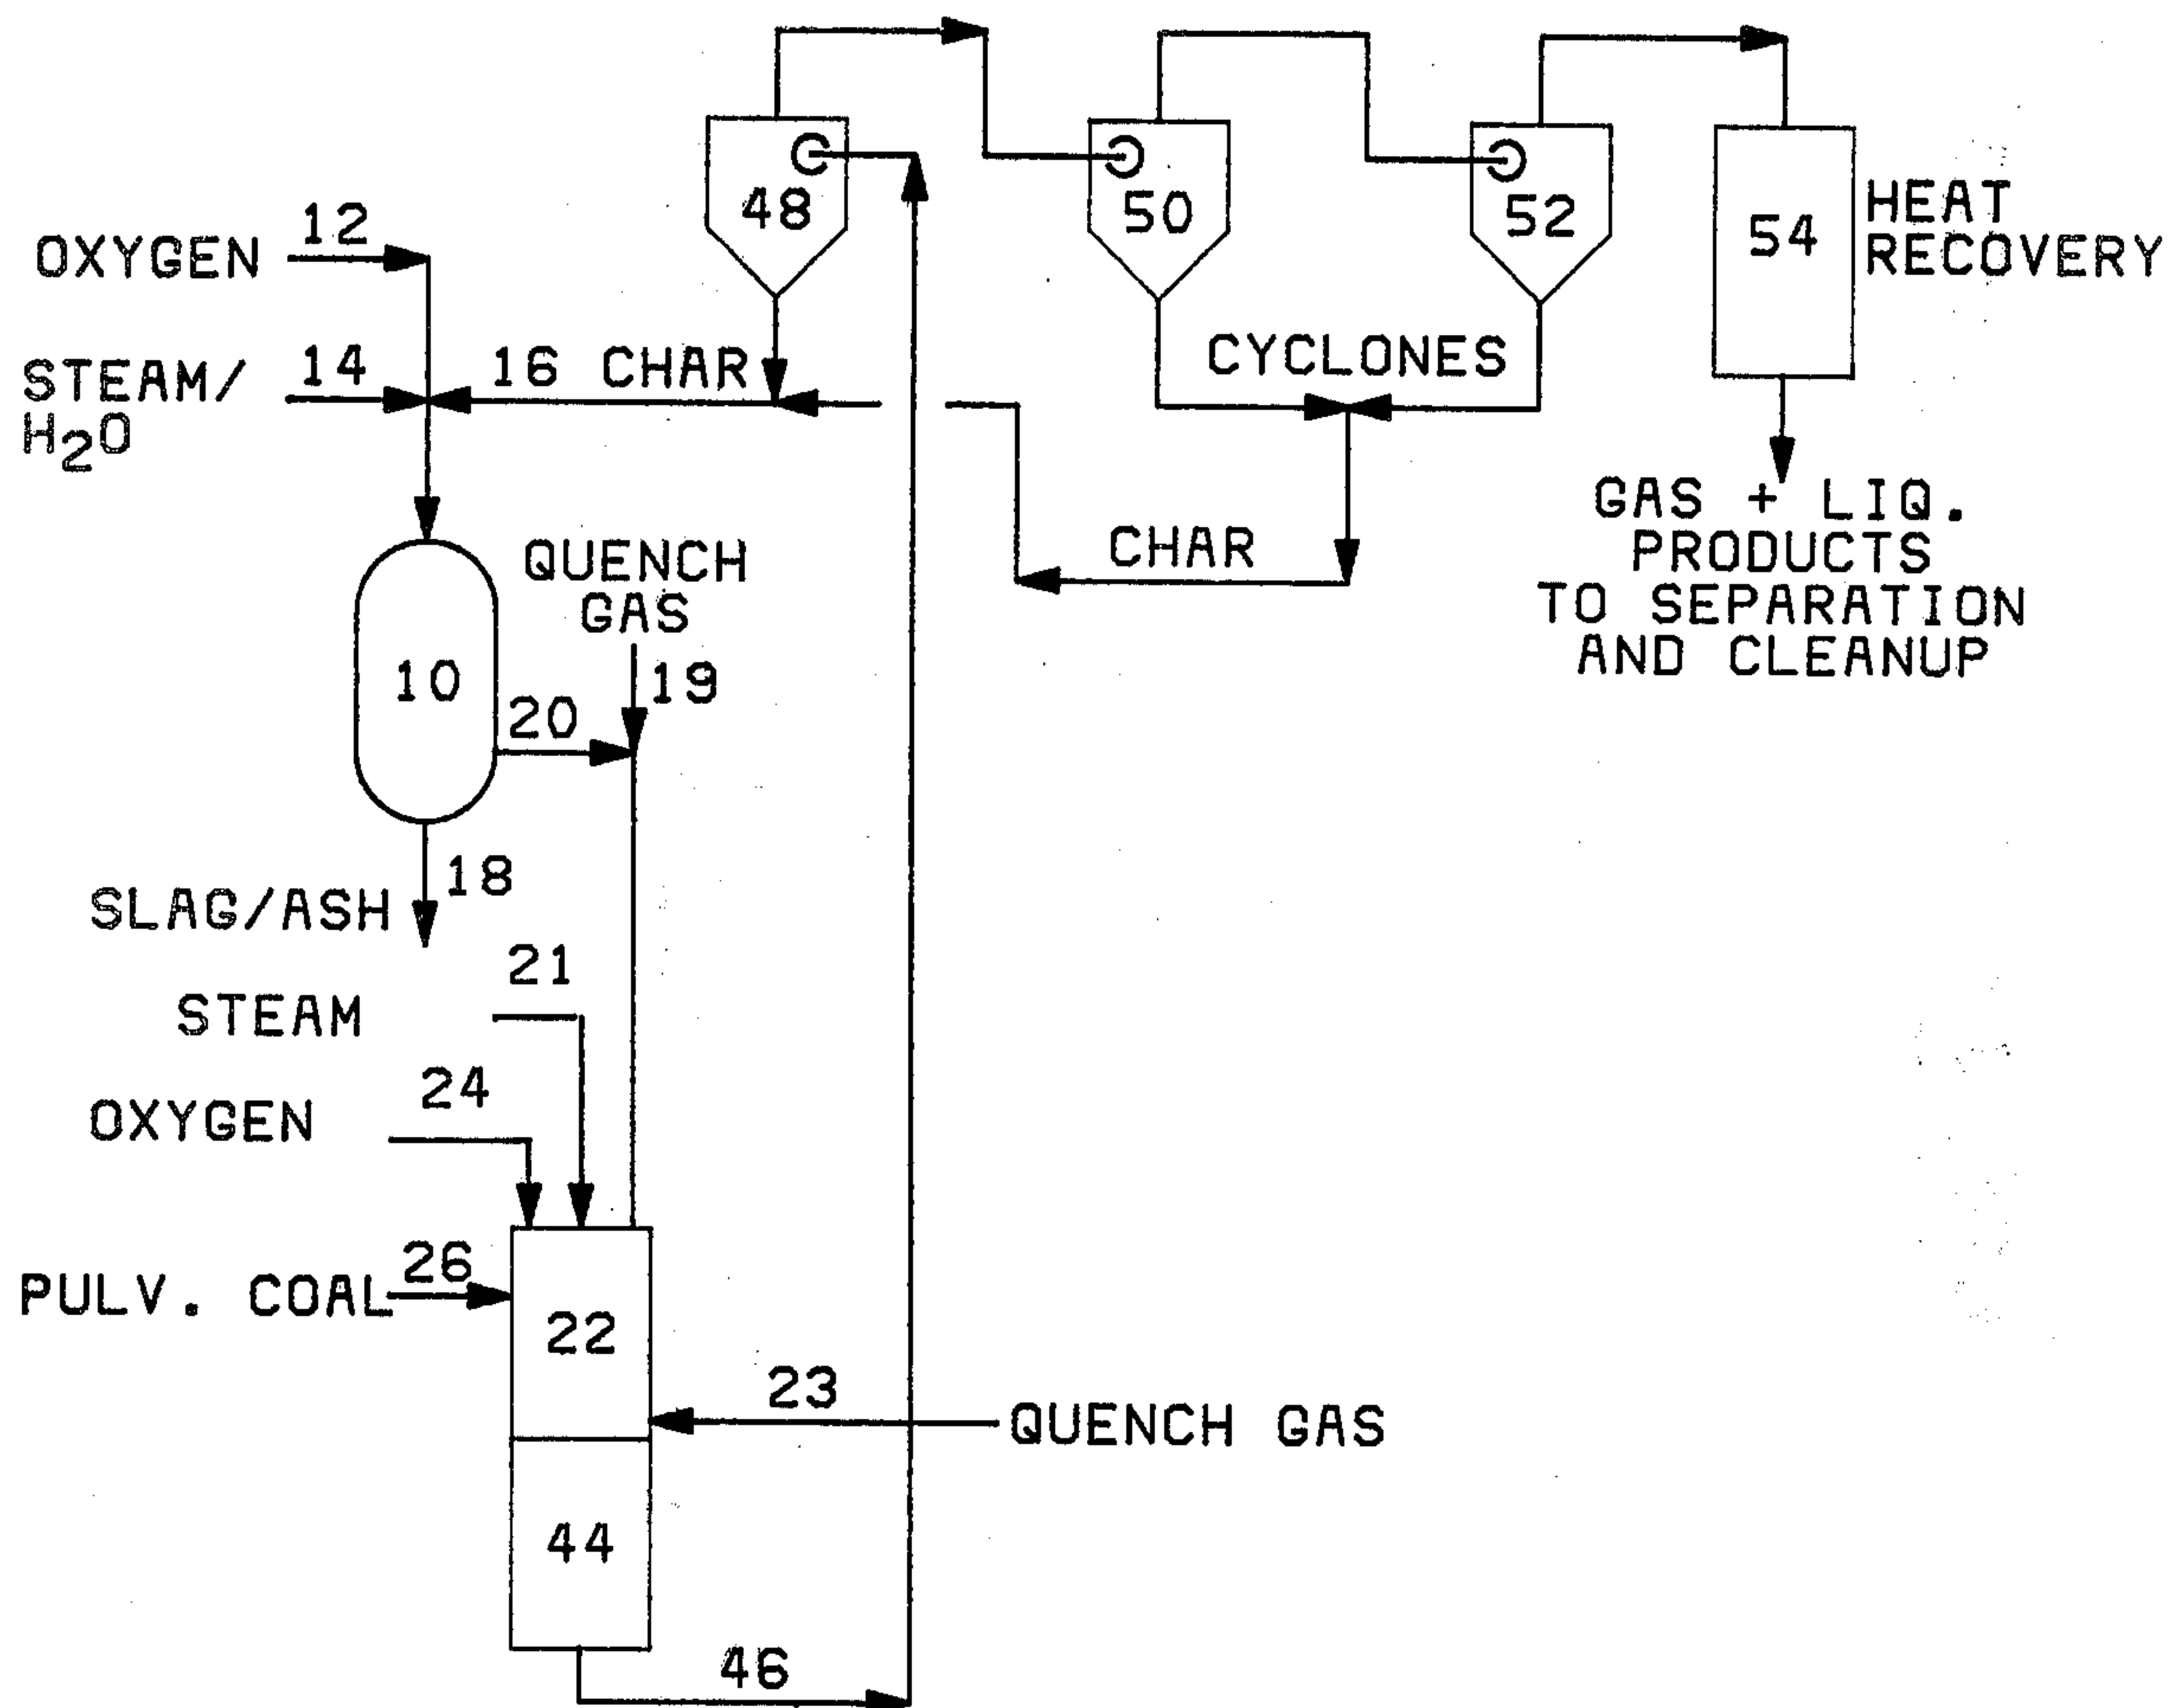 48
50
52
54
HEAT
RECOVERY
12
OXYGEN
14
STEAM/
H2O
16 CHAR
CYCLONES
GAS + LIQ.
PRODUCTS
TO SEPARATION
AND CLEANUP
CHAR
QUENCH
GAS
19
10
20
18
SLAG/ASH
21
STEAM
24
OXYGEN
26
PULV. COAL
22
23
QUENCH GAS
44
46